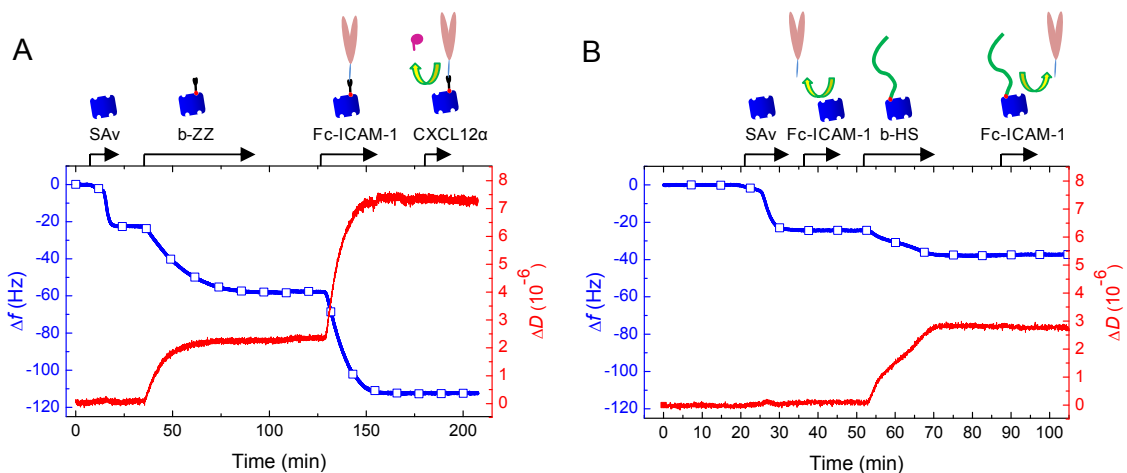 A
SAv
b-ZZ
Fc-ICAM-1
CXCL12α
0
-20
-40
-60
-80
-100
-120
Δf (Hz)
8
7
6
5
4
3
2
1
0
ΔD (10⁻⁶)
0 50 100 150 200
Time (min)
B
SAv Fc-ICAM-1 b-HS Fc-ICAM-1
0
-20
-40
-60
-80
-100
-120
Δf (Hz)
8
7
6
5
4
3
2
1
0
ΔD (10⁻⁶)
0 10 20 30 40 50 60 70 80 90 100
Time (min)